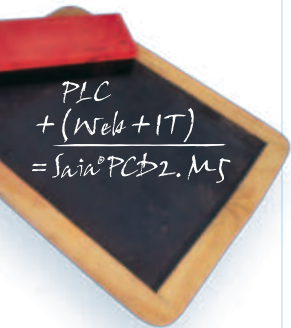 PLC
+ (Web + IT)
= Saia® PCD2. M5